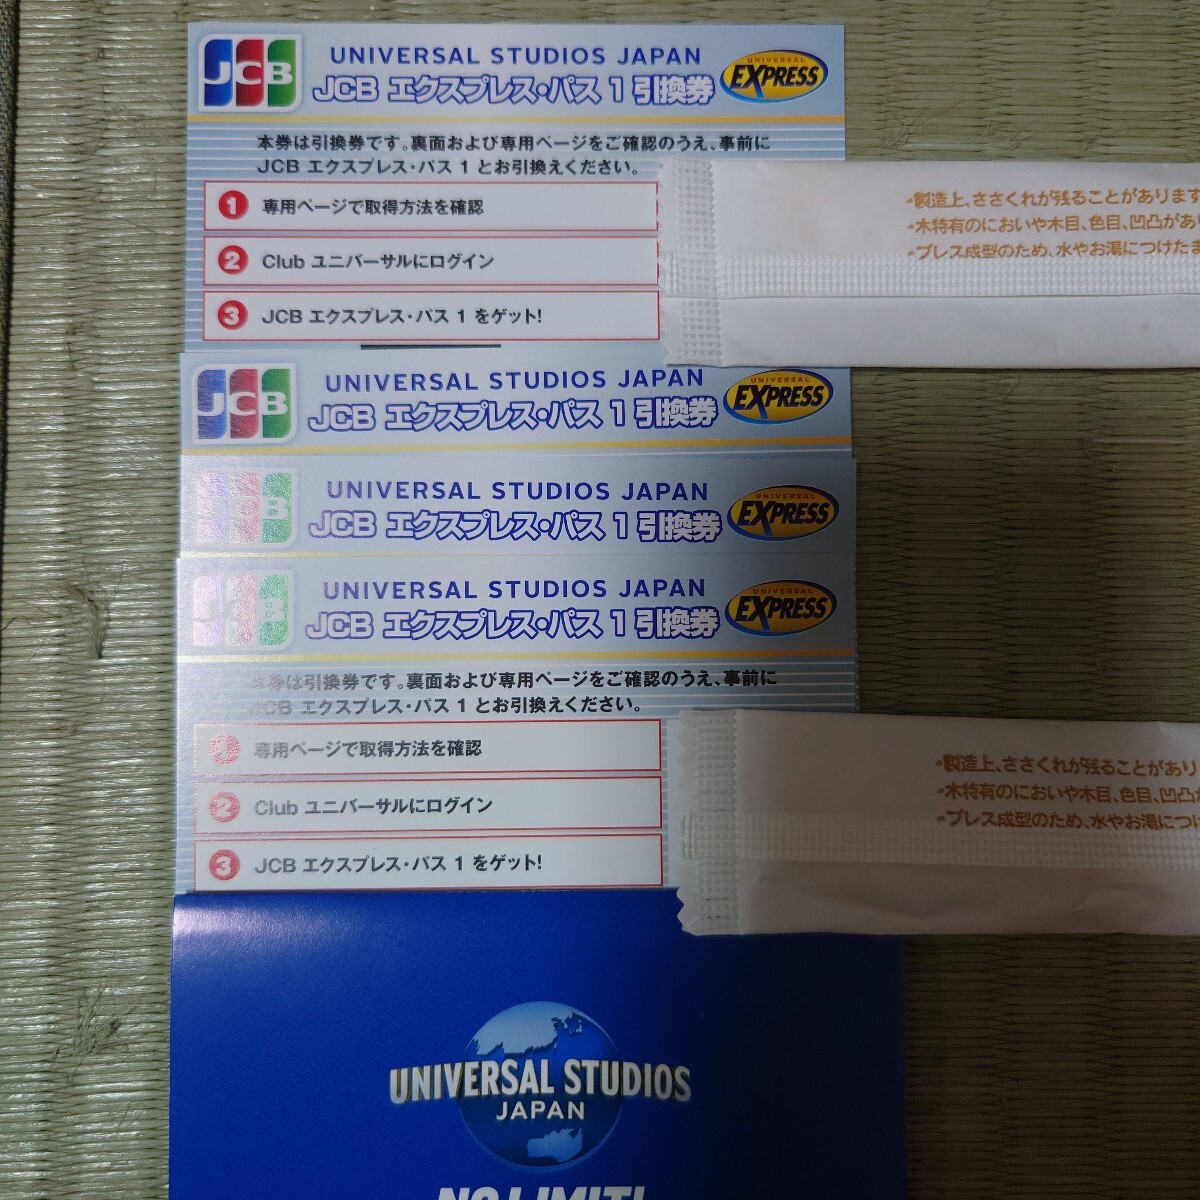 JCB
UNIVERSAL STUDIOS JAPAN
JCB エクスプレス・パス 1 引換券
UNIVERSAL
EXPRESS
本券は引換券です。裏面および専用ページをご確認のうえ、事前に
JCB エクスプレス・パス 1 とお引換えください。
1 専用ページで取得方法を確認
2 Club ユニバーサルにログイン
3 JCB エクスプレス・パス 1 をゲット!
・製造上、ささくれが残ることがあります
・木特有のにおいや木目、色目、凹凸があ
・プレス成型のため、水やお湯につけたま
JCB
UNIVERSAL STUDIOS JAPAN
JCB エクスプレス・パス 1 引換券
UNIVERSAL
EXPRESS
JCB
UNIVERSAL STUDIOS JAPAN
JCB エクスプレス・パス 1 引換券
UNIVERSAL
EXPRESS
JCB
UNIVERSAL STUDIOS JAPAN
JCB エクスプレス・パス 1 引換券
UNIVERSAL
EXPRESS
本券は引換券です。裏面および専用ページをご確認のうえ、事前に
JCB エクスプレス・パス 1 とお引換えください。
1 専用ページで取得方法を確認
2 Club ユニバーサルにログイン
3 JCB エクスプレス・パス 1 をゲット!
・製造上、ささくれが残ることがあり
・木特有のにおいや木目、色目、凹凸
・プレス成型のため、水やお湯につけ
UNIVERSAL STUDIOS
JAPAN
NO LIMIT!